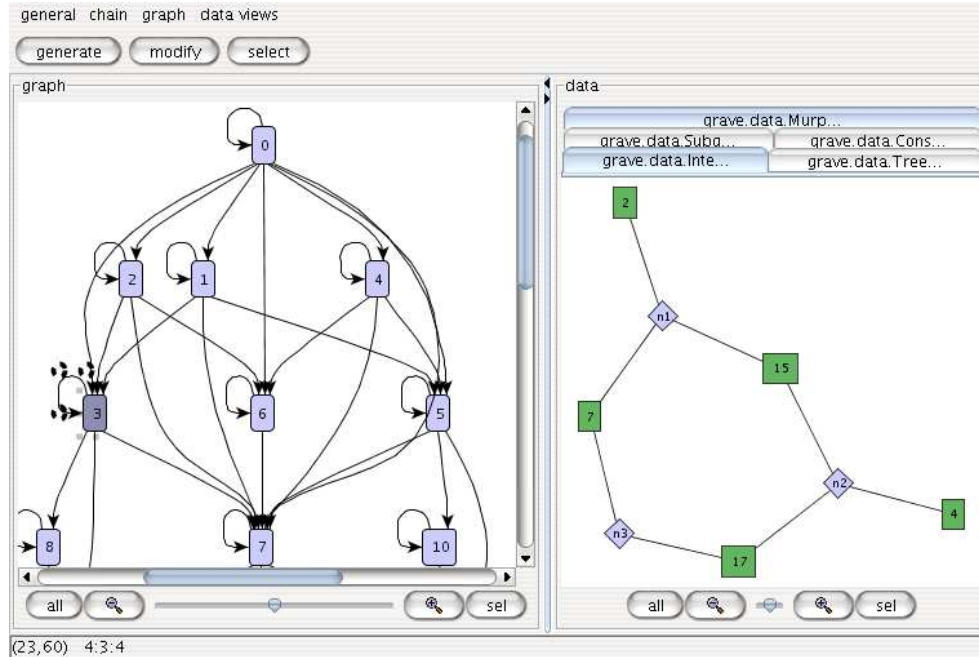 general chain graph data views
generate modify select
graph
data
grave.data.Murp...
grave.data.Subg... grave.data.Cons...
grave.data.Inte... grave.data.Tree...
0
2 1 4
3 6 5
8 7 10
2
n1
15
7
n2
4
n3
17
all sel
all sel
(23,60) 4:3:4